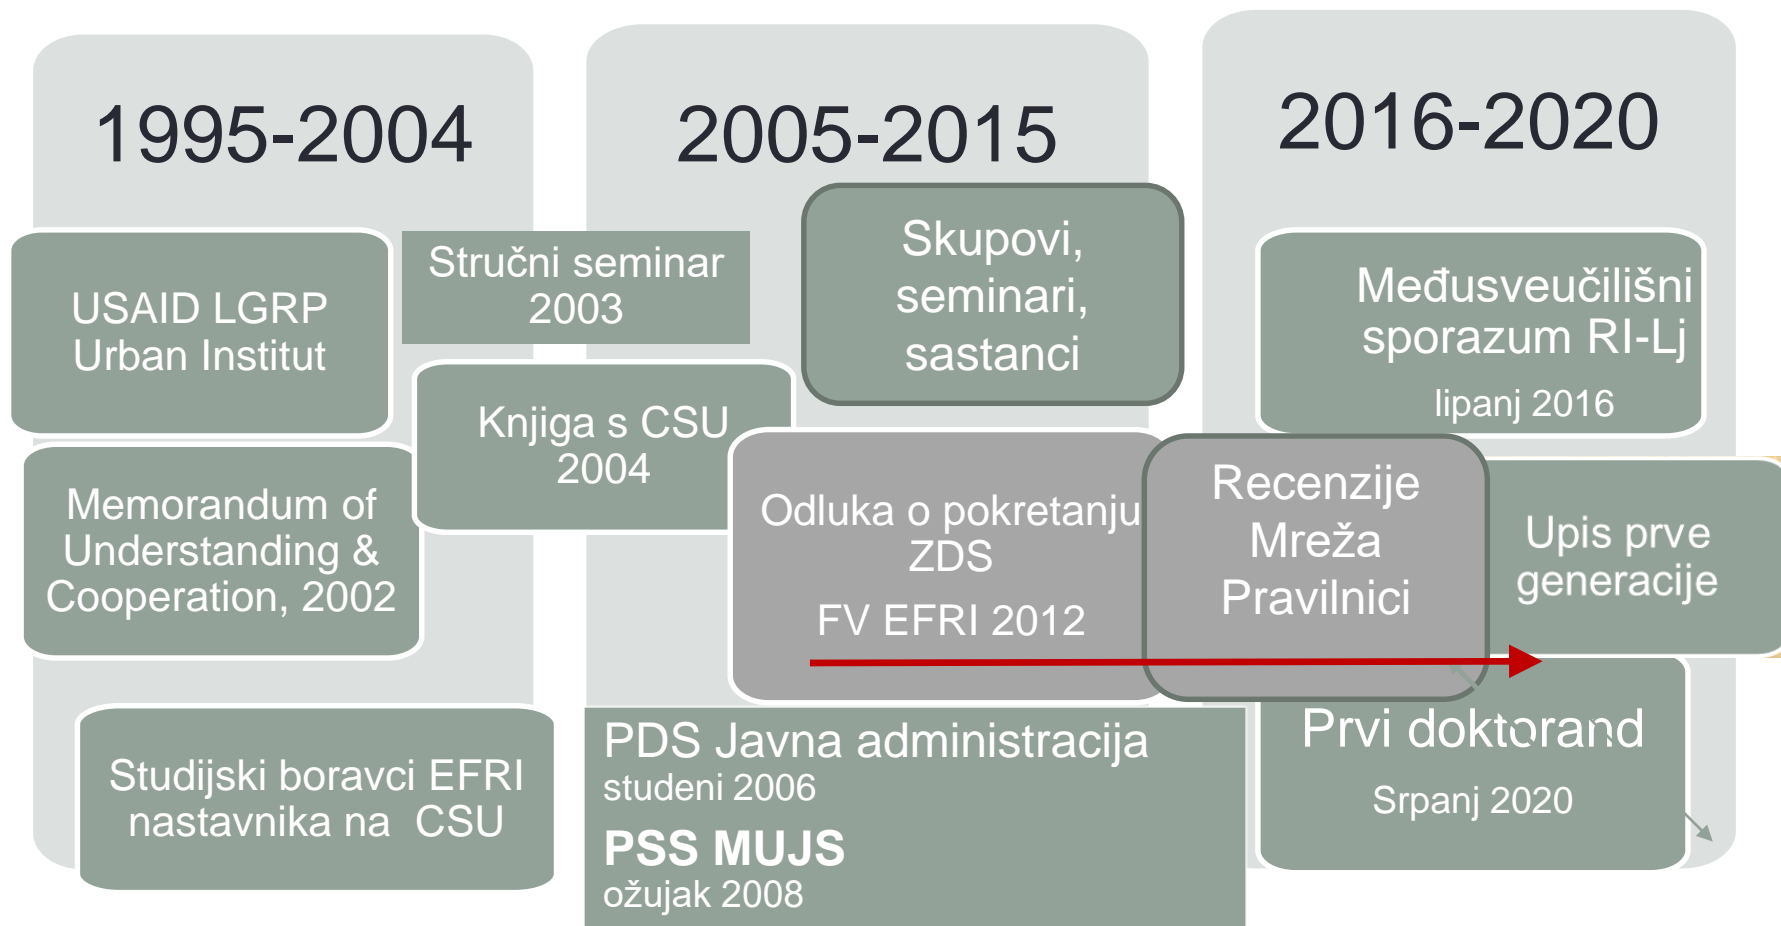 1995-2004
USAID LGRP
Urban Institut
Memorandum of
Understanding &
Cooperation, 2002
Studijski boravci EFRI
nastavnika na CSU
Stručni seminar
2003
Knjiga s CSU
2004
2005-2015
Skupovi,
seminari,
sastanci
Odluka o pokretanju
ZDS
FV EFRI 2012
PDS Javna administracija
studeni 2006
PSS MUJS
ožujak 2008
Recenzije
Mreža
Pravilnici
2016-2020
Međusveučilišni
sporazum RI-Lj
lipanj 2016
Upis prve
generacije
Prvi doktorand
Srpanj 2020